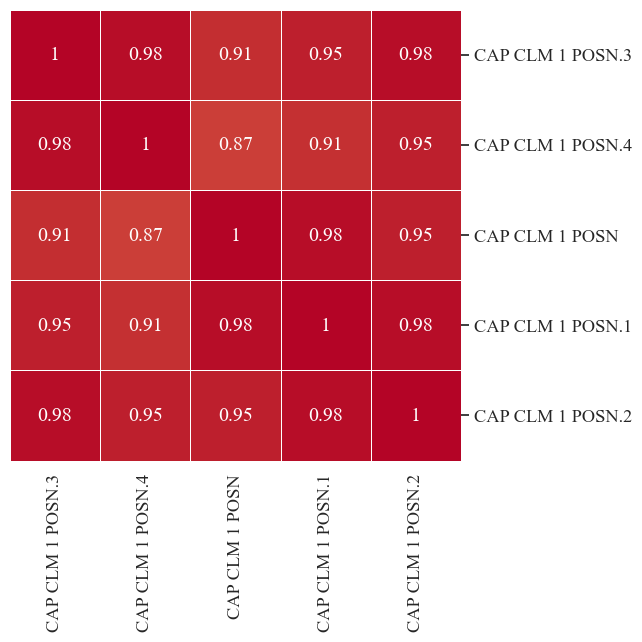 1 0.98 0.91 0.95 0.98 CAP CLM 1 POSN.3
0.98 1 0.87 0.91 0.95 CAP CLM 1 POSN.4
0.91 0.87 1 0.98 0.95 CAP CLM 1 POSN
0.95 0.91 0.98 1 0.98 CAP CLM 1 POSN.1
0.98 0.95 0.95 0.98 1 CAP CLM 1 POSN.2
CAP CLM 1 POSN.3
CAP CLM 1 POSN.4
CAP CLM 1 POSN
CAP CLM 1 POSN.1
CAP CLM 1 POSN.2